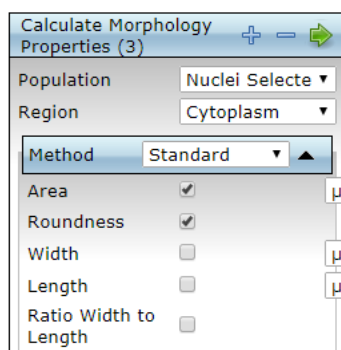 Calculate Morphology
Properties (3)
Population Nuclei Selecte
Region Cytoplasm
Method Standard
Area µ
Roundness
Width µ
Length µ
Ratio Width to
Length